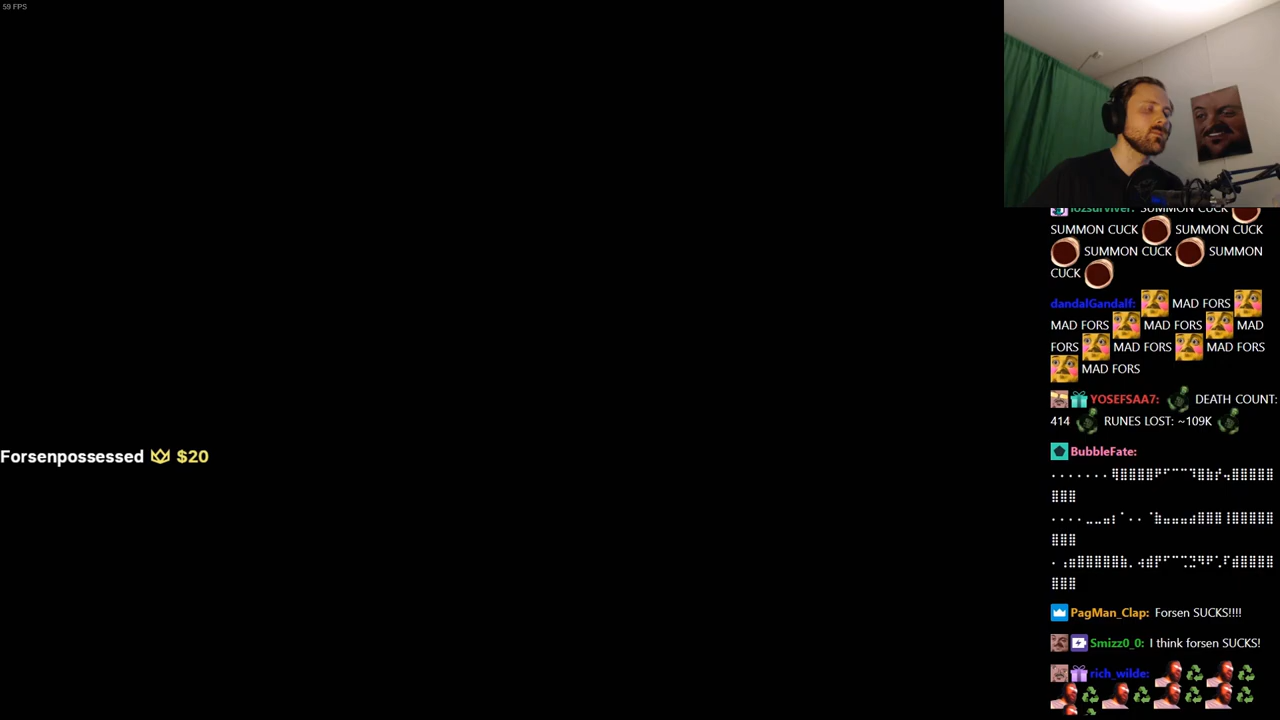 59 FPS
lozsurviver: SUMMON CUCK
SUMMON CUCK SUMMON CUCK
SUMMON CUCK SUMMON
CUCK
dandalGandalf: MAD FORS
MAD FORS MAD FORS MAD
FORS MAD FORS MAD FORS
MAD FORS
YOSEFSAA7: DEATH COUNT:
414 RUNES LOST: ~109K
BubbleFate:
Forsenpossessed $20
PagMan_Clap: Forsen SUCKS!!!!
Smizz0_0: I think forsen SUCKS!
rich_wilde: